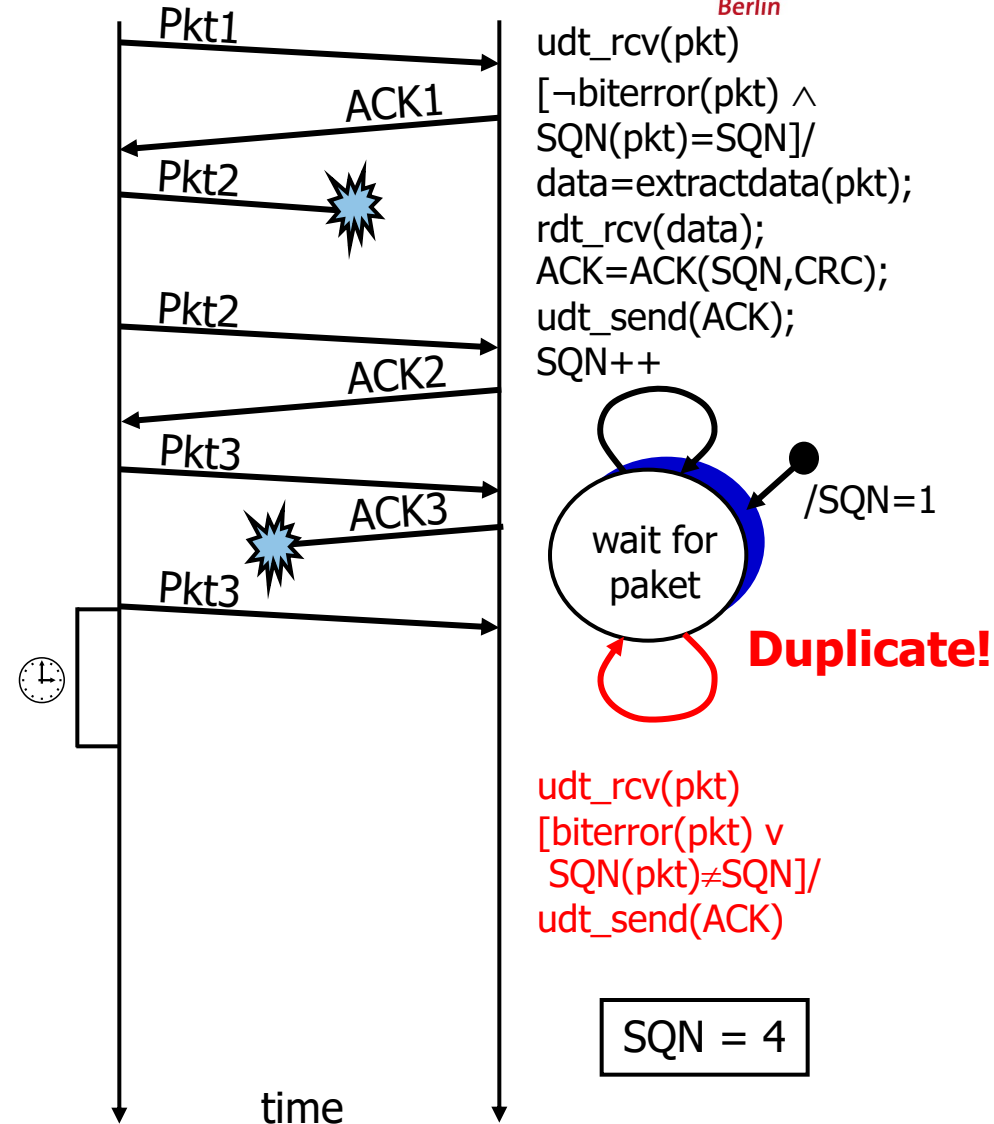 Berlin
Pkt1
ACK1
Pkt2
Pkt2
ACK2
Pkt3
ACK3
Pkt3
time
udt_rcv(pkt)
[¬biterror(pkt) ∧
SQN(pkt)=SQN]/
data=extractdata(pkt);
rdt_rcv(data);
ACK=ACK(SQN,CRC);
udt_send(ACK);
SQN++
/SQN=1
wait for
paket
Duplicate!
udt_rcv(pkt)
[biterror(pkt) v
SQN(pkt)≠SQN]/
udt_send(ACK)
SQN = 4